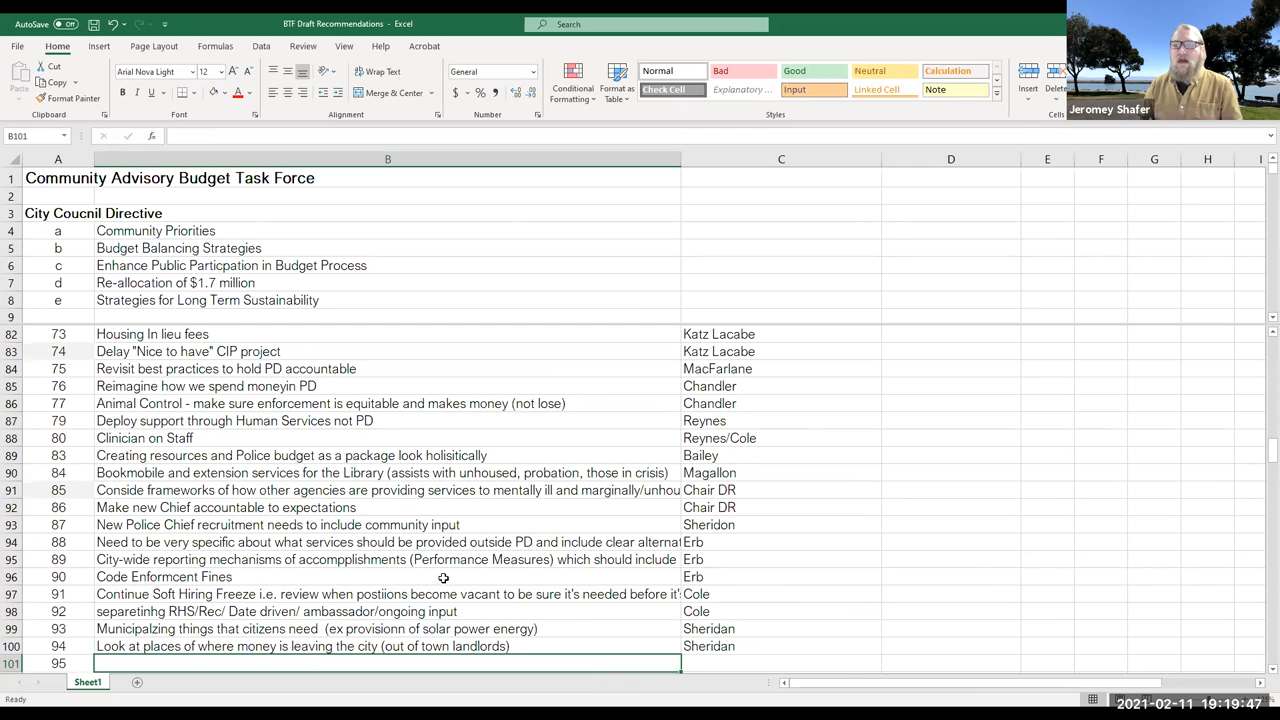 AutoSave Off BTF Draft Recommendations - Excel Search
File Home Insert Page Layout Formulas Data Review View Help Acrobat
Cut Arial Nova Light 12 Wrap Text General Normal Bad Good Neutral Calculation
Copy
Paste Format Painter Merge & Center Conditional Formatting Format as Table Check Cell Explanatory ... Input Linked Cell Note Insert Delete
Jeromey Shafer
Clipboard Font Alignment Number Styles Cells
B101 fx
A B C D E F G H I
1 Community Advisory Budget Task Force
2
3 City Coucnil Directive
4 a Community Priorities
5 b Budget Balancing Strategies
6 c Enhance Public Particpation in Budget Process
7 d Re-allocation of $1.7 million
8 e Strategies for Long Term Sustainability
9
82 73 Housing In lieu fees Katz Lacabe
83 74 Delay "Nice to have" CIP project Katz Lacabe
84 75 Revisit best practices to hold PD accountable MacFarlane
85 76 Reimagine how we spend moneyin PD Chandler
86 77 Animal Control - make sure enforcement is equitable and makes money (not lose) Chandler
87 79 Deploy support through Human Services not PD Reynes
88 80 Clinician on Staff Reynes/Cole
89 83 Creating resources and Police budget as a package look holisitically Bailey
90 84 Bookmobile and extension services for the Library (assists with unhoused, probation, those in crisis) Magallon
91 85 Conside frameworks of how other agencies are providing services to mentally ill and marginally/unhou Chair DR
92 86 Make new Chief accountable to expectations Chair DR
93 87 New Police Chief recruitment needs to include community input Sheridon
94 88 Need to be very specific about what services should be provided outside PD and include clear alternat Erb
95 89 City-wide reporting mechanisms of accompplishments (Performance Measures) which should include Erb
96 90 Code Enformcent Fines Erb
97 91 Continue Soft Hiring Freeze i.e. review when postiions become vacant to be sure it's needed before it's Cole
98 92 separetinhg RHS/Rec/ Date driven/ ambassador/ongoing input Cole
99 93 Municipalzing things that citizens need (ex provisionn of solar power energy) Sheridan
100 94 Look at places of where money is leaving the city (out of town landlords) Sheridan
101 95
Sheet1
Ready
2021-02-11 19:19:47